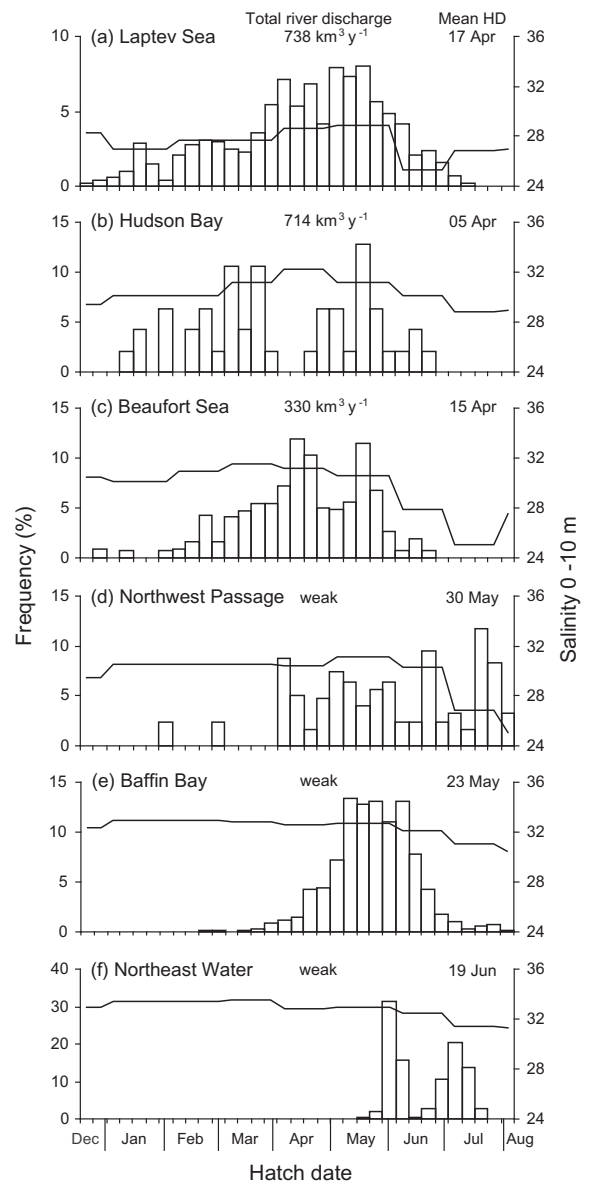 Total river discharge Mean HD
(a) Laptev Sea 738 km³ y⁻¹ 17 Apr
10 5 0
36 32 28 24
(b) Hudson Bay 714 km³ y⁻¹ 05 Apr
15 10 5 0
36 32 28 24
(c) Beaufort Sea 330 km³ y⁻¹ 15 Apr
15 10 5 0
36 32 28 24
(d) Northwest Passage weak 30 May
15 10 5 0
36 32 28 24
(e) Baffin Bay weak 23 May
15 10 5 0
36 32 28 24
(f) Northeast Water weak 19 Jun
40 30 20 10 0
36 32 28 24
Frequency (%)
Salinity 0 -10 m
Dec Jan Feb Mar Apr May Jun Jul Aug
Hatch date